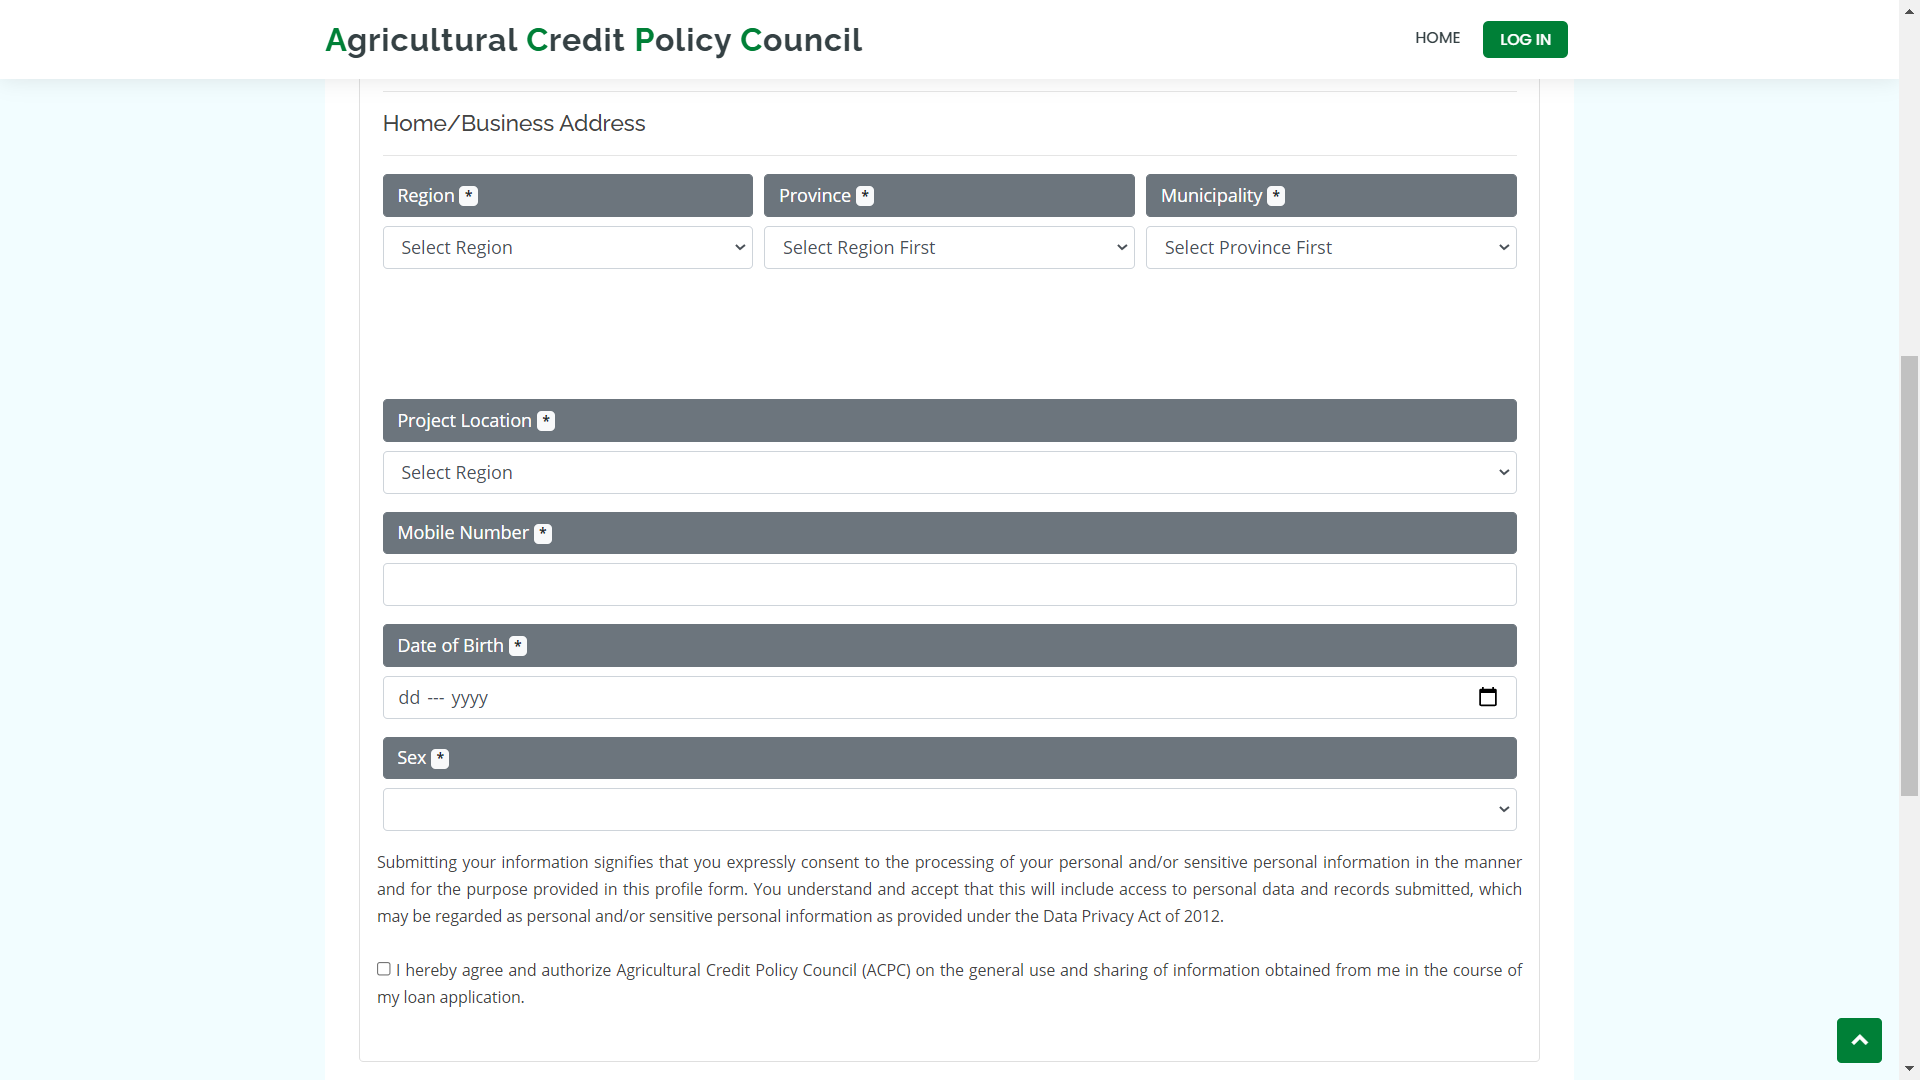 Agricultural Credit Policy Council
HOME
LOG IN
Home/Business Address
Region *
Province *
Municipality *
Select Region
Select Region First
Select Province First
Project Location *
Select Region
Mobile Number *
Date of Birth *
dd --- yyyy
Sex *
Submitting your information signifies that you expressly consent to the processing of your personal and/or sensitive personal information in the manner
and for the purpose provided in this profile form. You understand and accept that this will include access to personal data and records submitted, which
may be regarded as personal and/or sensitive personal information as provided under the Data Privacy Act of 2012.
I hereby agree and authorize Agricultural Credit Policy Council (ACPC) on the general use and sharing of information obtained from me in the course of
my loan application.